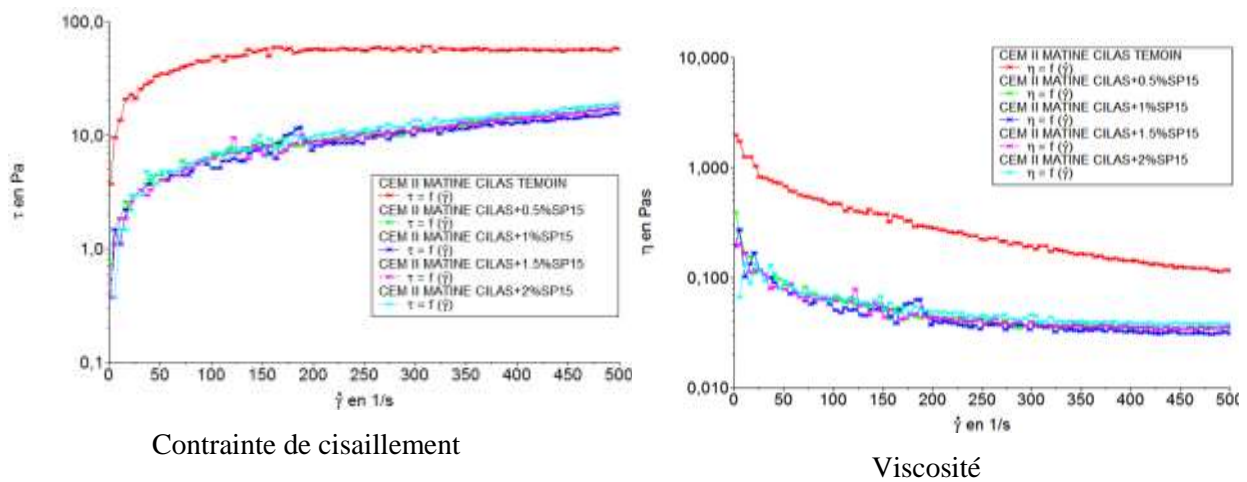 100,0
10,0
1,0
0,1
τ en Pa
0
50
100
150
200
250
300
350
400
450
500
γ̇ en 1/s
CEM II MATINE CILAS TEMOIN
τ = f (γ̇)
CEM II MATINE CILAS+0.5%SP15
τ = f (γ̇)
CEM II MATINE CILAS+1%SP15
τ = f (γ̇)
CEM II MATINE CILAS+1.5%SP15
τ = f (γ̇)
CEM II MATINE CILAS+2%SP15
τ = f (γ̇)
Contrainte de cisaillement
10,000
1,000
0,100
0,010
η en Pas
0
50
100
150
200
250
300
350
400
450
500
γ̇ en 1/s
CEM II MATINE CILAS TEMOIN
η = f (γ̇)
CEM II MATINE CILAS+0.5%SP15
η = f (γ̇)
CEM II MATINE CILAS+1%SP15
η = f (γ̇)
CEM II MATINE CILAS+1.5%SP15
η = f (γ̇)
CEM II MATINE CILAS+2%SP15
η = f (γ̇)
Viscosité